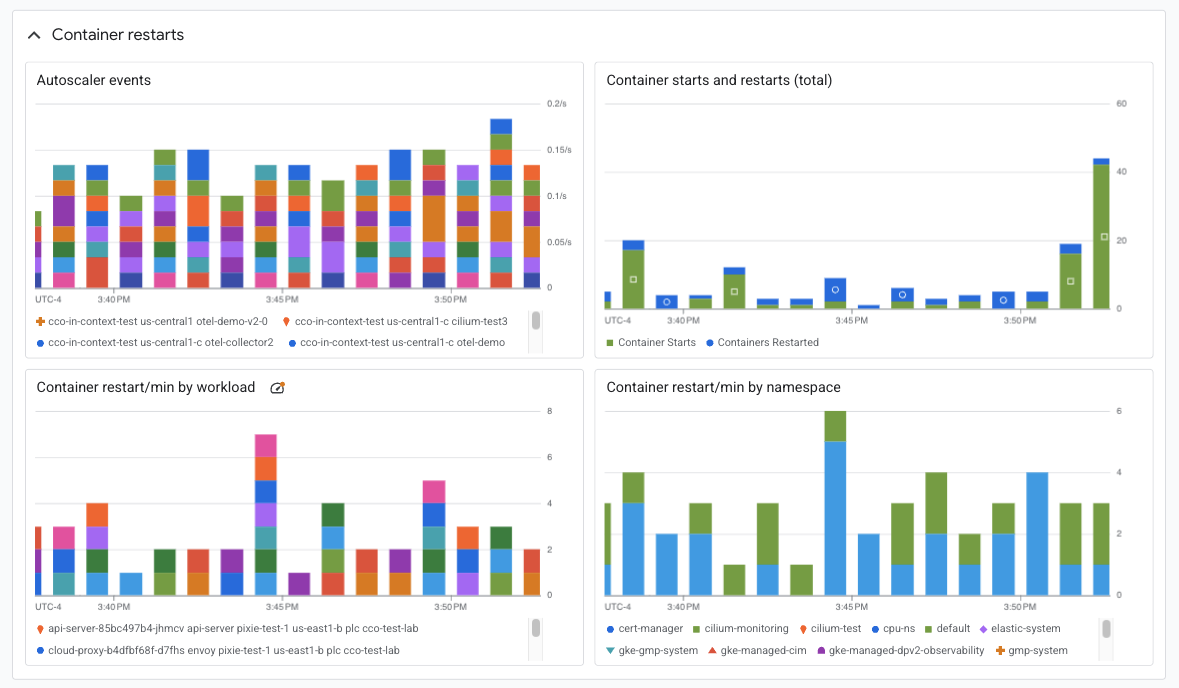 Container restarts
Autoscaler events
0.2/s
0.15/s
0.1/s
0.05/s
0
UTC-4 3:40 PM 3:45 PM 3:50 PM
cco-in-context-test us-central1 otel-demo-v2-0 cco-in-context-test us-central1-c cilium-test3
cco-in-context-test us-central1-c otel-collector2 cco-in-context-test us-central1-c otel-demo
Container starts and restarts (total)
60
40
20
0
UTC-4 3:40 PM 3:45 PM 3:50 PM
Container Starts Containers Restarted
Container restart/min by workload
8
6
4
2
0
UTC-4 3:40 PM 3:45 PM 3:50 PM
api-server-85bc497b4-jhmcv api-server pixie-test-1 us-east1-b plc cco-test-lab
cloud-proxy-b4dfbf68f-d7fhs envoy pixie-test-1 us-east1-b plc cco-test-lab
Container restart/min by namespace
6
4
2
0
UTC-4 3:40 PM 3:45 PM 3:50 PM
cert-manager cilium-monitoring cilium-test cpu-ns default elastic-system
gke-gmp-system gke-managed-cim gke-managed-dpv2-observability gmp-system